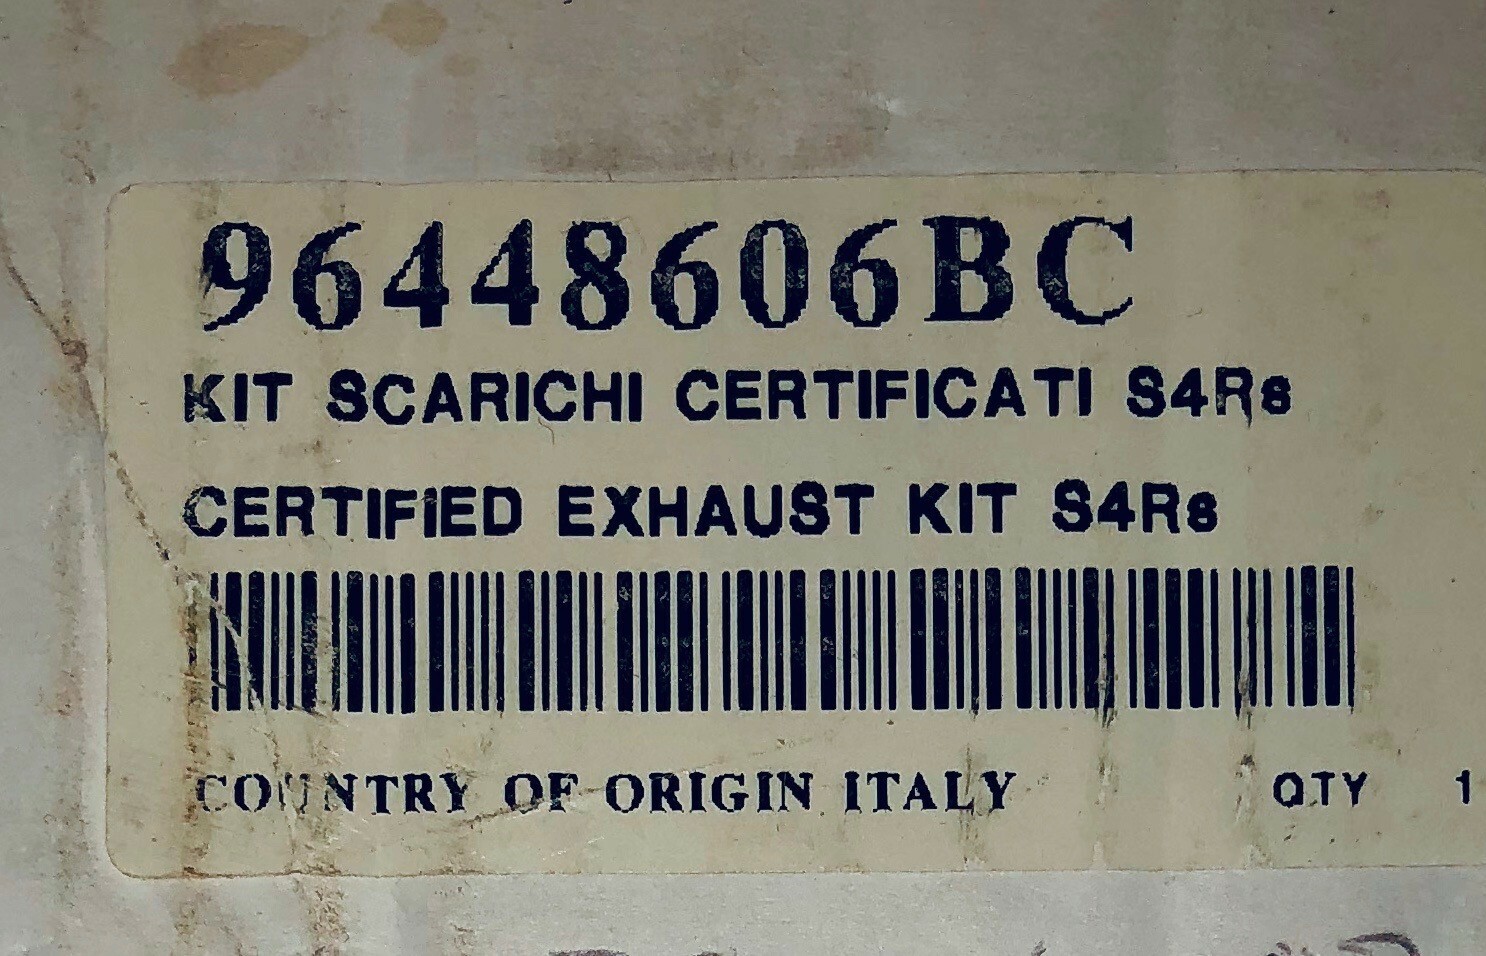 96448606BC
KIT SCARICHI CERTIFICATI S4Rs
CERTIFIED EXHAUST KIT S4Rs
COUNTRY OF ORIGIN ITALY QTY 1